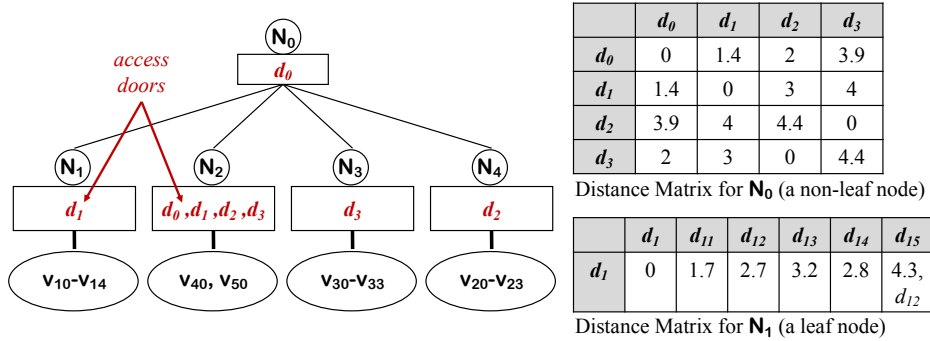 N0
access
doors
d0
N1
N2
N3
N4
d1
d0 ,d1 ,d2 ,d3
d3
d2
v10-v14
v40, v50
v30-v33
v20-v23
d0 d1 d2 d3
d0 0 1.4 2 3.9
d1 1.4 0 3 4
d2 3.9 4 4.4 0
d3 2 3 0 4.4
Distance Matrix for N0 (a non-leaf node)
d1 d11 d12 d13 d14 d15
d1 0 1.7 2.7 3.2 2.8 4.3,
d12
Distance Matrix for N1 (a leaf node)